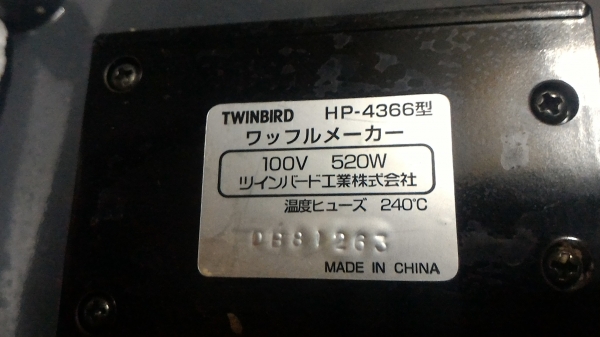 TWINBIRD HP-4366型
ワッフルメーカー
100V 520W
ツインバード工業株式会社
温度ヒューズ 240℃
DB81263
MADE IN CHINA